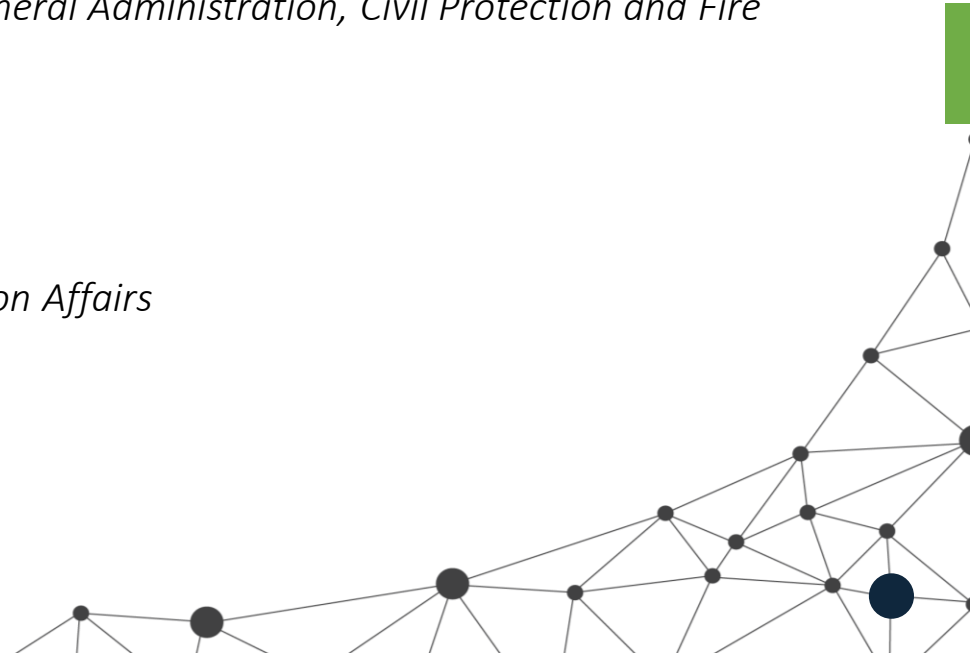 neral Administration, Civil Protection and Fire
on Affairs